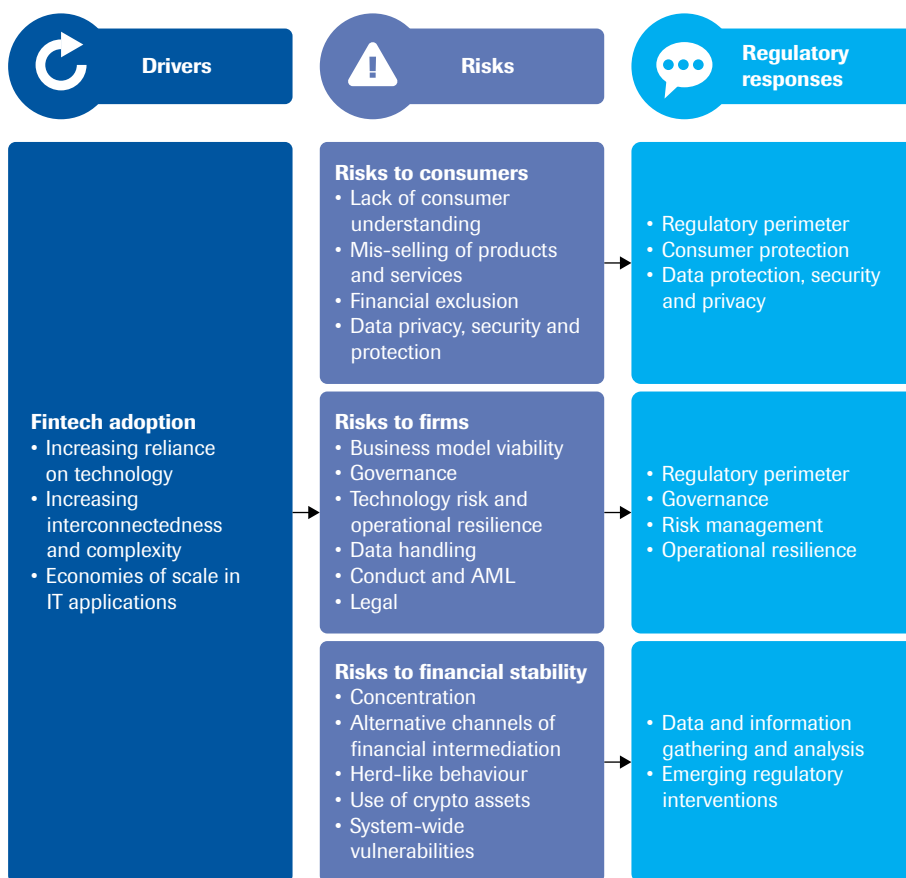 Drivers
Risks
Regulatory
responses
Fintech adoption
• Increasing reliance
on technology
• Increasing
interconnectedness
and complexity
• Economies of scale in
IT applications
Risks to consumers
• Lack of consumer
understanding
• Mis-selling of products
and services
• Financial exclusion
• Data privacy, security and
protection
• Regulatory perimeter
• Consumer protection
• Data protection, security
and privacy
Risks to firms
• Business model viability
• Governance
• Technology risk and
operational resilience
• Data handling
• Conduct and AML
• Legal
• Regulatory perimeter
• Governance
• Risk management
• Operational resilience
Risks to financial stability
• Concentration
• Alternative channels of
financial intermediation
• Herd-like behaviour
• Use of crypto assets
• System-wide
vulnerabilities
• Data and information
gathering and analysis
• Emerging regulatory
interventions